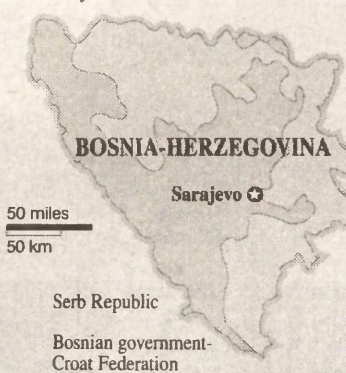 BOSNIA-HERZEGOVINA
Sarajevo
50 miles
50 km
Serb Republic
Bosnian government-
Croat Federation